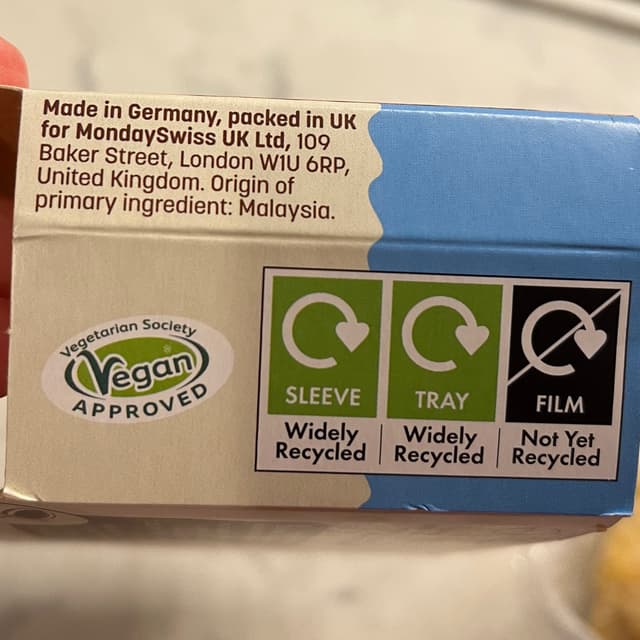 Made in Germany, packed in UK
for MondaySwiss UK Ltd, 109
Baker Street, London W1U 6RP,
United Kingdom. Origin of
primary ingredient: Malaysia.
Vegetarian Society
Vegan®
APPROVED
SLEEVE
Widely
Recycled
TRAY
Widely
Recycled
FILM
Not Yet
Recycled